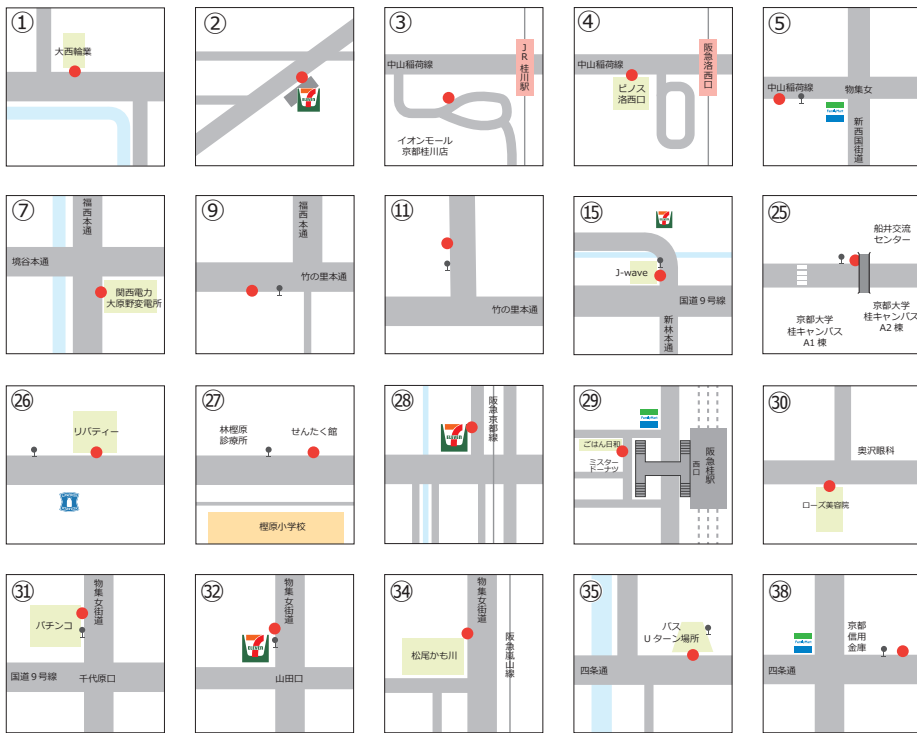 ①
大西輪業
②
ELEVEN
③
中山稲荷線
JR桂川駅
イオンモール
京都桂川店
④
中山稲荷線
阪急洛西口
ピノス
洛西口
⑤
中山稲荷線
物集女
FamilyMart
新西国街道
⑦
福西本通
境谷本通
関西電力
大原野変電所
⑨
福西本通
竹の里本通
⑪
竹の里本通
⑮
ELEVEN
J-wave
国道9号線
新林本通
㉕
船井交流
センター
京都大学
桂キャンパス
A1棟
京都大学
桂キャンパス
A2棟
㉖
リバティー
㉗
林樫原
診療所
せんたく館
樫原小学校
㉘
阪急京都線
ELEVEN
㉙
FamilyMart
ごはん日和
ミスター
ドーナツ
西口
阪急桂駅
㉚
奥沢眼科
ローズ美容院
㉛
物集女街道
パチンコ
国道9号線
千代原口
㉜
物集女街道
ELEVEN
山田口
㉞
物集女街道
松尾かも川
阪急嵐山線
㉟
バス
Uターン場所
四条通
㊳
FamilyMart
京都
信用
金庫
四条通